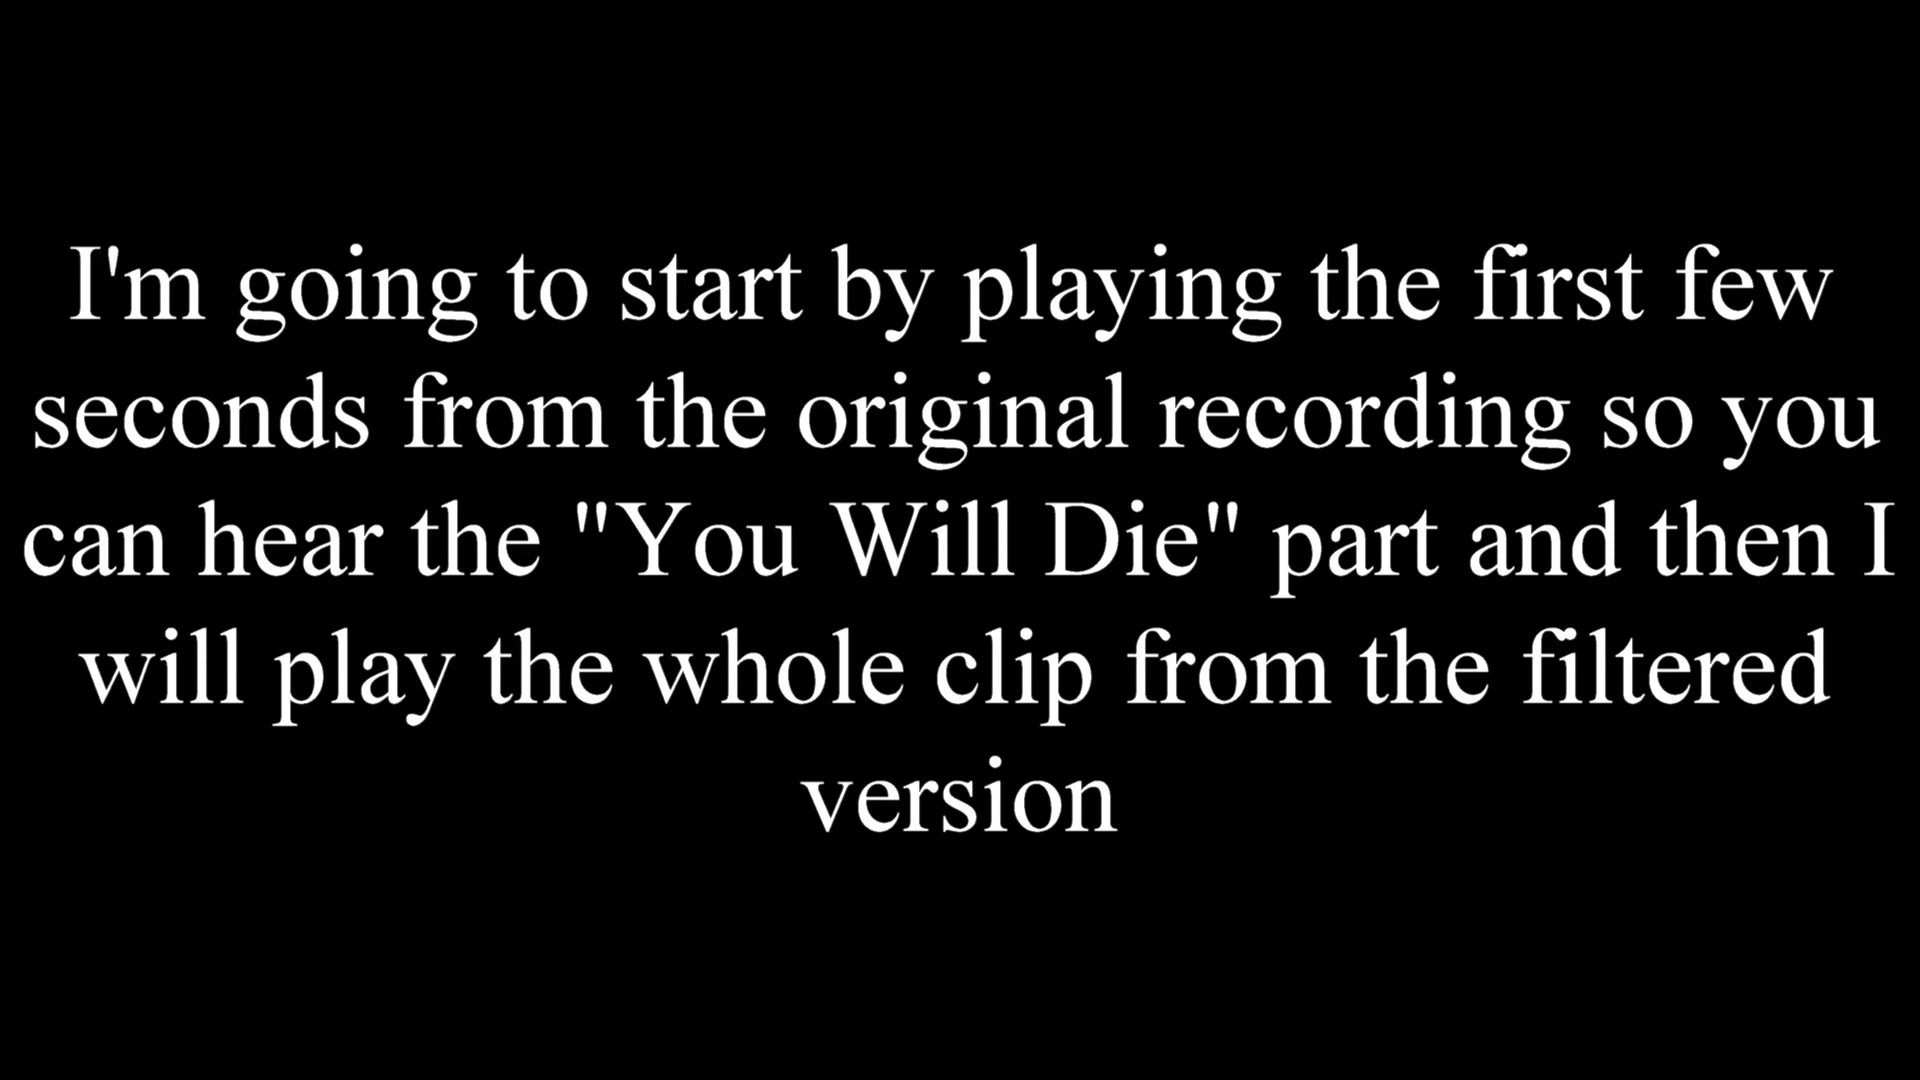 I'm going to start by playing the first few
seconds from the original recording so you
can hear the "You Will Die" part and then I
will play the whole clip from the filtered
version